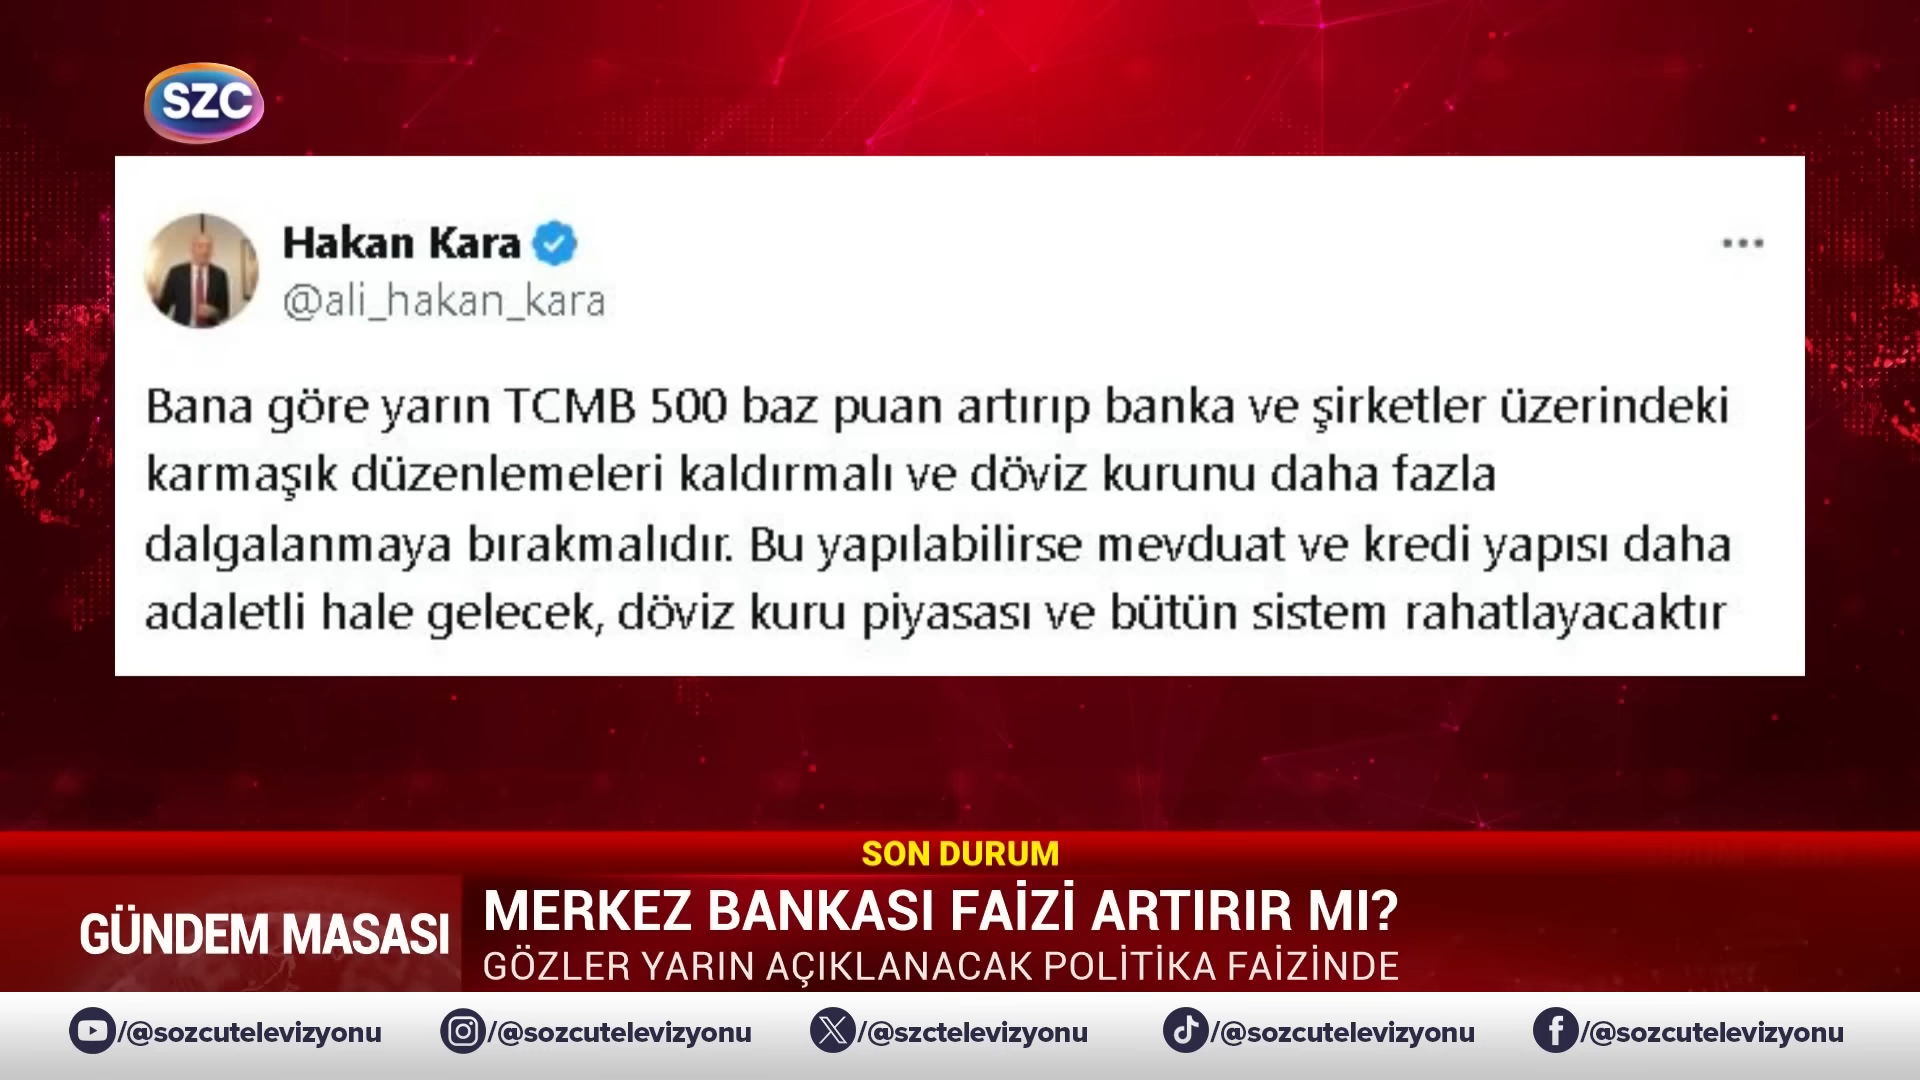 SZC
Hakan Kara
@ali_hakan_kara
Bana göre yarın TCMB 500 baz puan artırıp banka ve şirketler üzerindeki
karmaşık düzenlemeleri kaldırmalı ve döviz kurunu daha fazla
dalgalanmaya bırakmalıdır. Bu yapılabilirse mevduat ve kredi yapısı daha
adaletli hale gelecek, döviz kuru piyasası ve bütün sistem rahatlayacaktır
SON DURUM
GÜNDEM MASASI
MERKEZ BANKASI FAİZİ ARTIRIR MI?
GÖZLER YARIN AÇIKLANACAK POLİTİKA FAİZİNDE
/@sozcutelevizyonu /@sozcutelevizyonu /@szctelevizyonu /@sozcutelevizyonu /@sozcutelevizyonu